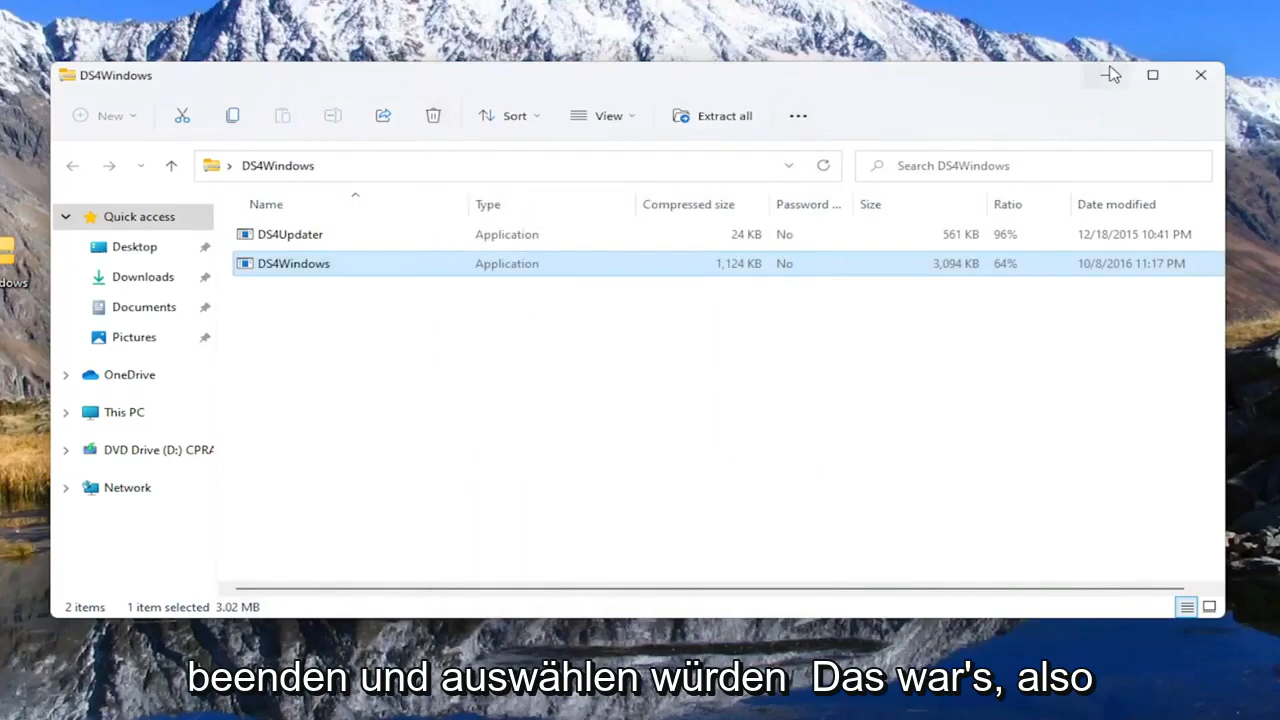 DS4Windows
New
Sort
View
Extract all
DS4Windows
Search DS4Windows
Name Type Compressed size Password ... Size Ratio Date modified
DS4Updater Application 24 KB No 561 KB 96% 12/18/2015 10:41 PM
DS4Windows Application 1,124 KB No 3,094 KB 64% 10/8/2016 11:17 PM
Quick access
Desktop
Downloads
Documents
Pictures
OneDrive
This PC
DVD Drive (D:) CPRA
Network
dows
2 items 1 item selected 3.02 MB
beenden und auswählen würden Das war's, also